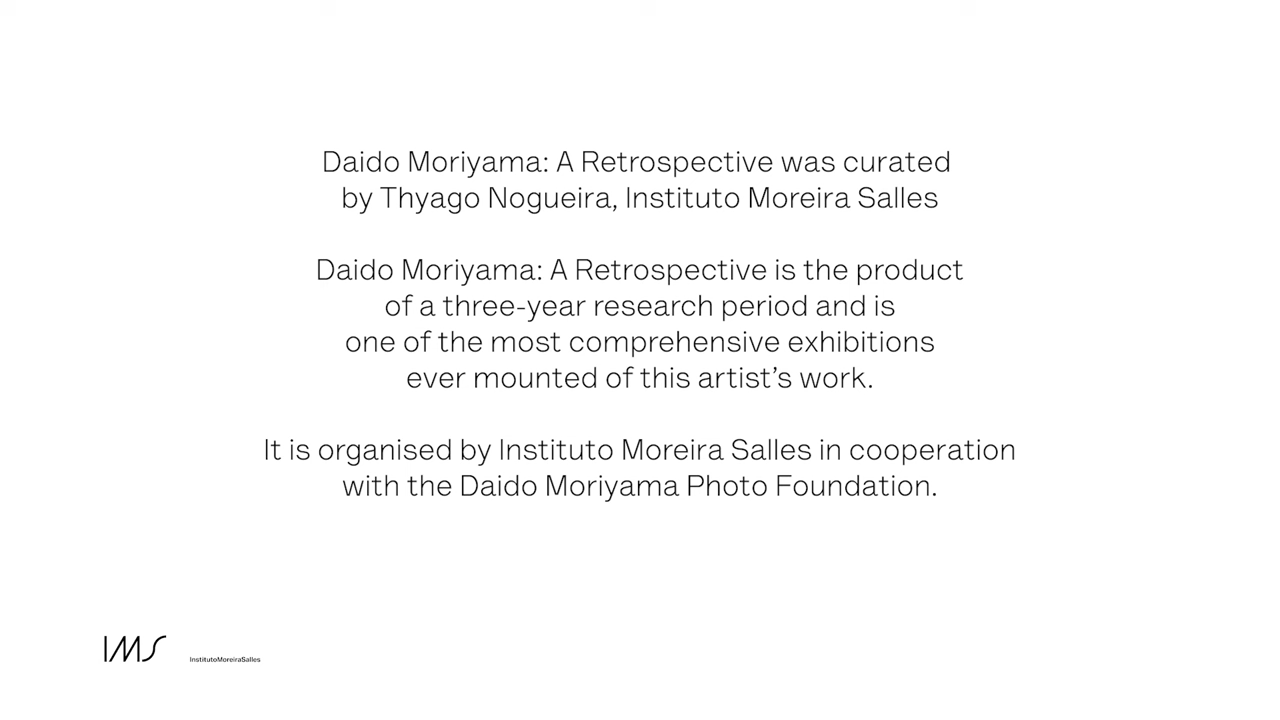 Daido Moriyama: A Retrospective was curated
by Thyago Nogueira, Instituto Moreira Salles
Daido Moriyama: A Retrospective is the product
of a three-year research period and is
one of the most comprehensive exhibitions
ever mounted of this artist’s work.
It is organised by Instituto Moreira Salles in cooperation
with the Daido Moriyama Photo Foundation.
IMS
InstitutoMoreiraSalles